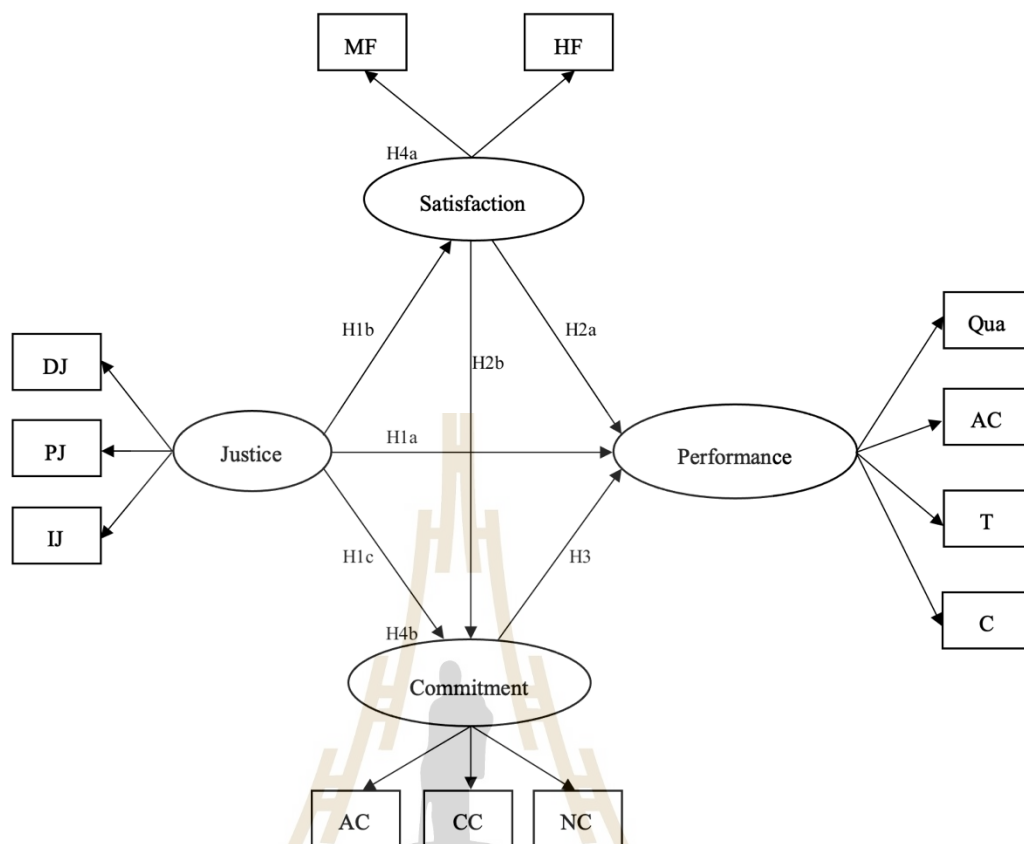 MF
HF
H4a
Satisfaction
H1b
H2a
H2b
Qua
DJ
AC
H1a
PJ
Justice
Performance
IJ
T
H1c
H3
C
H4b
Commitment
AC
CC
NC